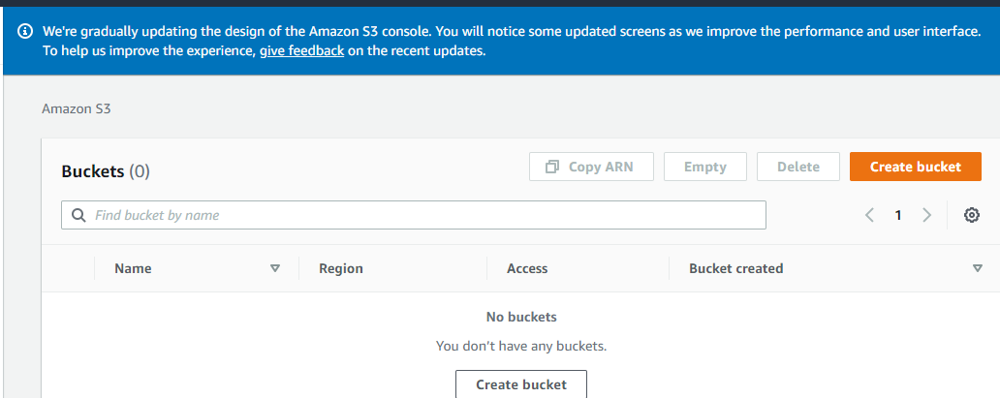 We're gradually updating the design of the Amazon S3 console. You will notice some updated screens as we improve the performance and user interface.
To help us improve the experience, give feedback on the recent updates.
Amazon S3
Buckets (0)
Copy ARN
Empty
Delete
Create bucket
Find bucket by name
1
Name
Region
Access
Bucket created
No buckets
You don't have any buckets.
Create bucket